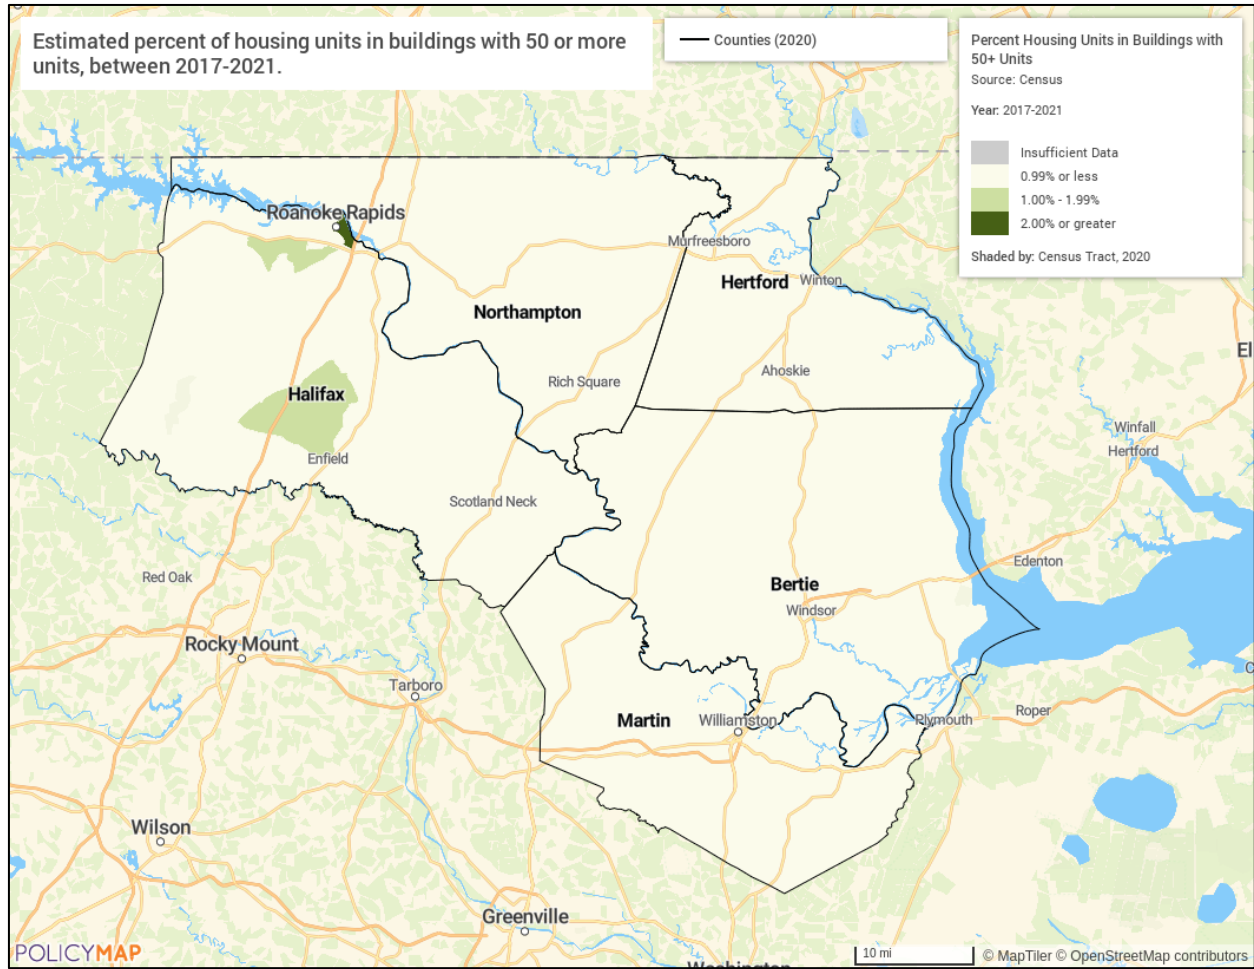 Estimated percent of housing units in buildings with 50 or more
units, between 2017-2021.
Counties (2020)
Percent Housing Units in Buildings with
50+ Units
Source: Census
Year: 2017-2021
Insufficient Data
0.99% or less
1.00% - 1.99%
2.00% or greater
Shaded by: Census Tract, 2020
Roanoke Rapids
Murfreesboro
Hertford
Winton
Northampton
El
Rich Square
Ahoskie
Halifax
Winfall
Hertford
Enfield
Scotland Neck
Red Oak
Edenton
Bertie
Windsor
Rocky Mount
Tarboro
Martin
Williamston
Plymouth
Roper
Wilson
Greenville
POLICYMAP
10 mi
© MapTiler © OpenStreetMap contributors